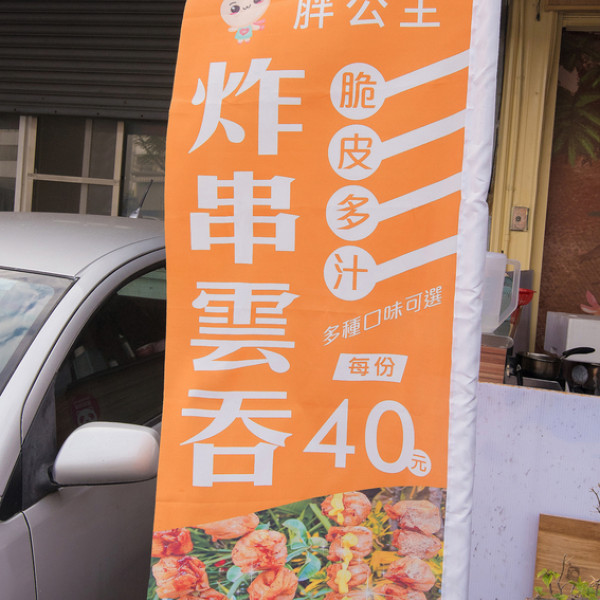 胖公主
炸串雲吞
脆皮多汁
多種口味可選
每份
40元